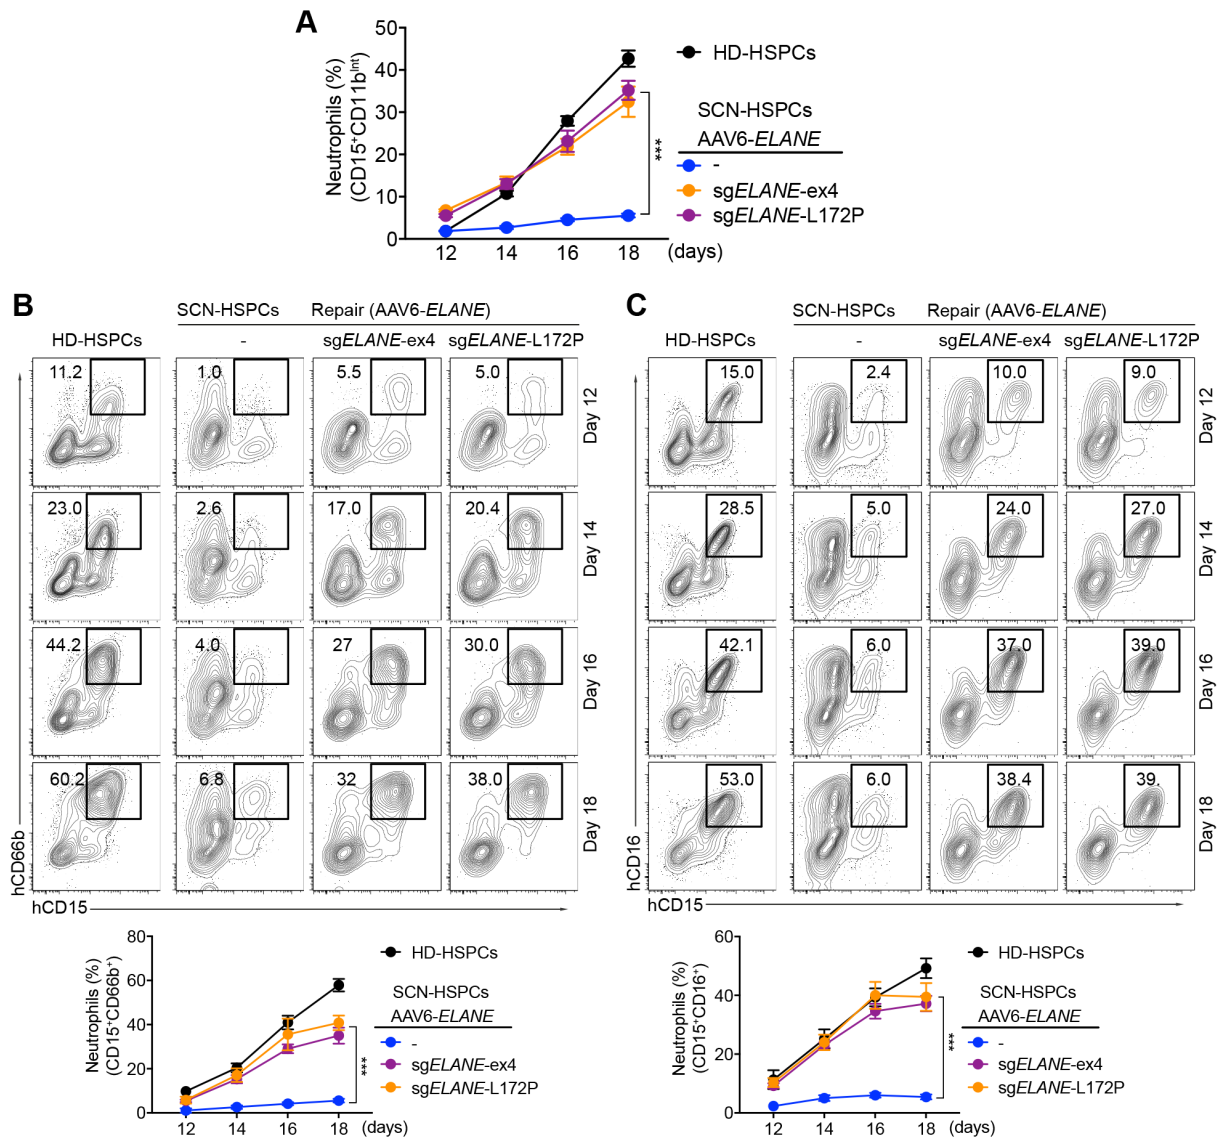 A
50
40
30
20
10
0
Neutrophils (%)
(CD15⁺CD11bᴵⁿᵗ)
12 14 16 18 (days)
***
HD-HSPCs
SCN-HSPCs
AAV6-ELANE
-
sgELANE-ex4
sgELANE-L172P
B
SCN-HSPCs Repair (AAV6-ELANE)
HD-HSPCs - sgELANE-ex4 sgELANE-L172P
11.2 1.0 5.5 5.0 Day 12
23.0 2.6 17.0 20.4 Day 14
44.2 4.0 27 30.0 Day 16
60.2 6.8 32 38.0 Day 18
hCD66b
hCD15
80
60
40
20
0
Neutrophils (%)
(CD15⁺CD66b⁺)
12 14 16 18 (days)
***
HD-HSPCs
SCN-HSPCs
AAV6-ELANE
-
sgELANE-ex4
sgELANE-L172P
C
SCN-HSPCs Repair (AAV6-ELANE)
HD-HSPCs - sgELANE-ex4 sgELANE-L172P
15.0 2.4 10.0 9.0 Day 12
28.5 5.0 24.0 27.0 Day 14
42.1 6.0 37.0 39.0 Day 16
53.0 6.0 38.4 39. Day 18
hCD16
hCD15
60
40
20
0
Neutrophils (%)
(CD15⁺CD16⁺)
12 14 16 18 (days)
***
HD-HSPCs
SCN-HSPCs
AAV6-ELANE
-
sgELANE-ex4
sgELANE-L172P